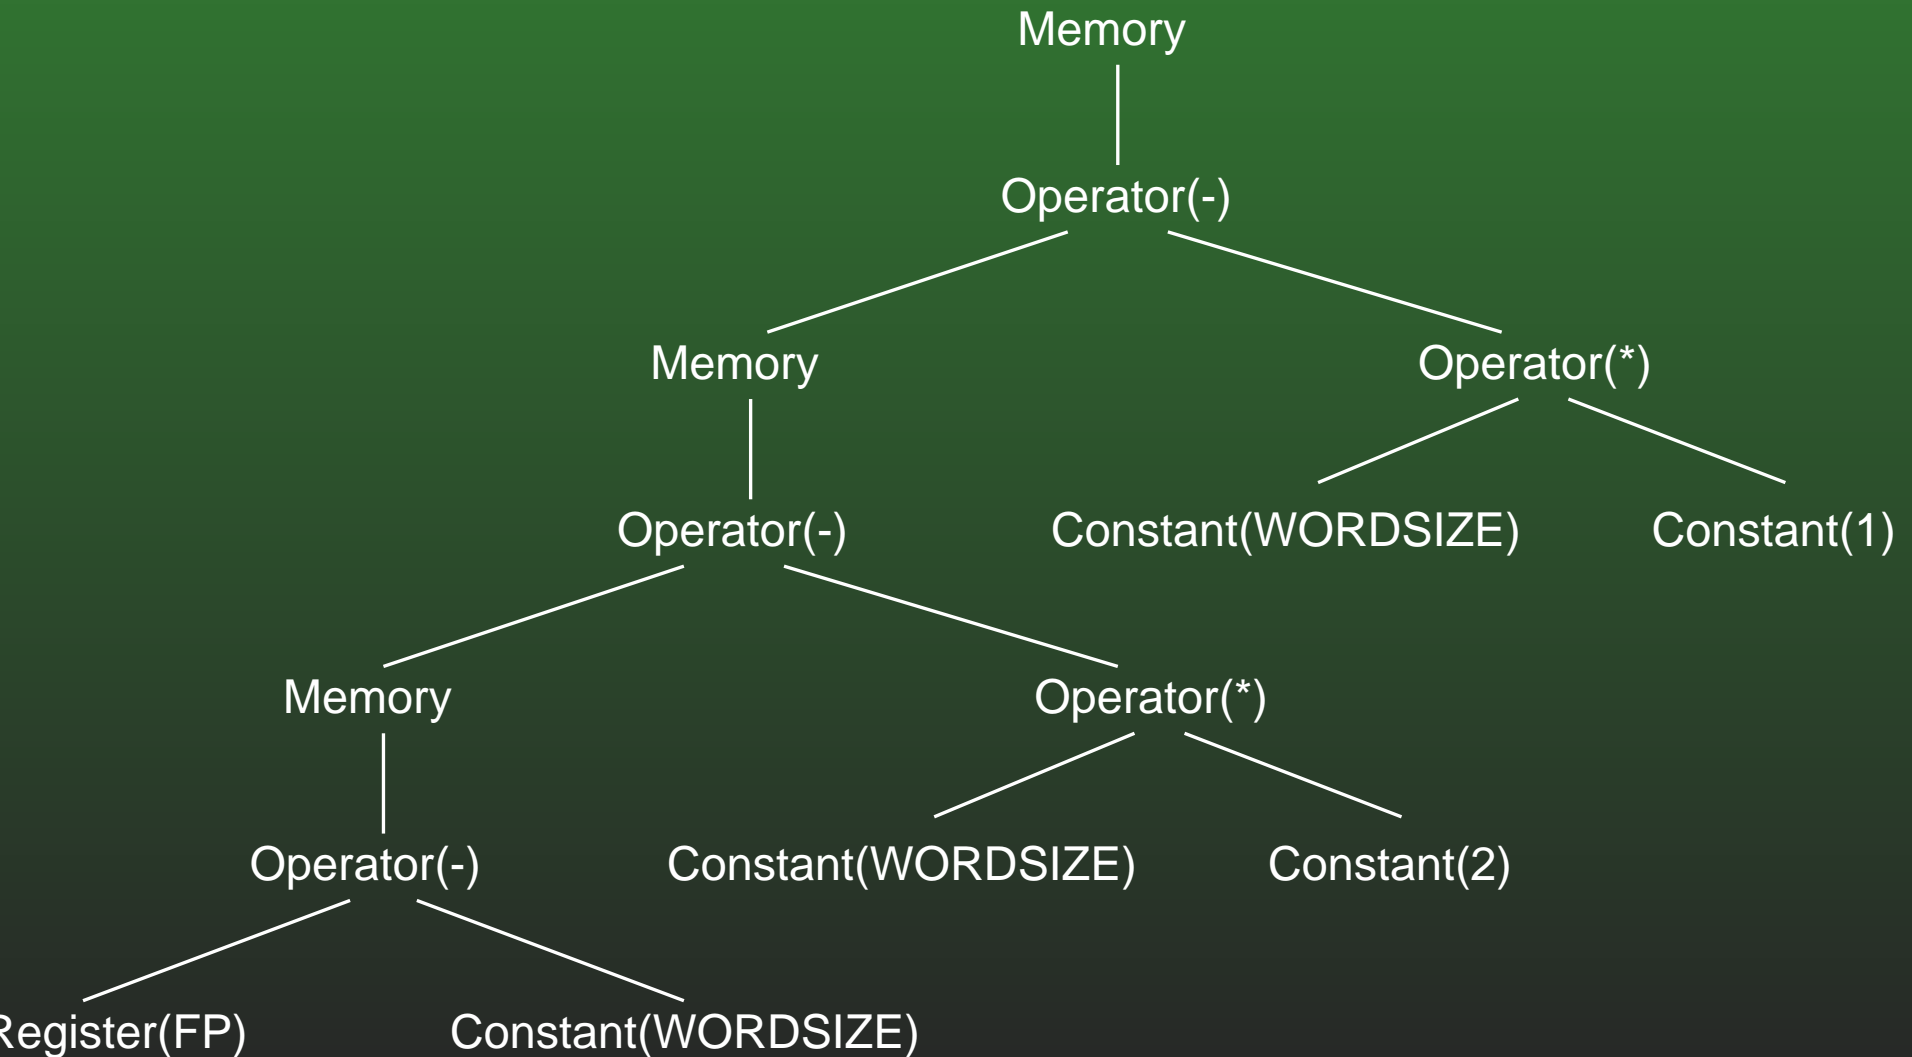 Memory
Operator(-)
Memory
Operator(*)
Operator(-)
Constant(WORDSIZE)
Constant(1)
Memory
Operator(*)
Operator(-)
Constant(WORDSIZE)
Constant(2)
Register(FP)
Constant(WORDSIZE)